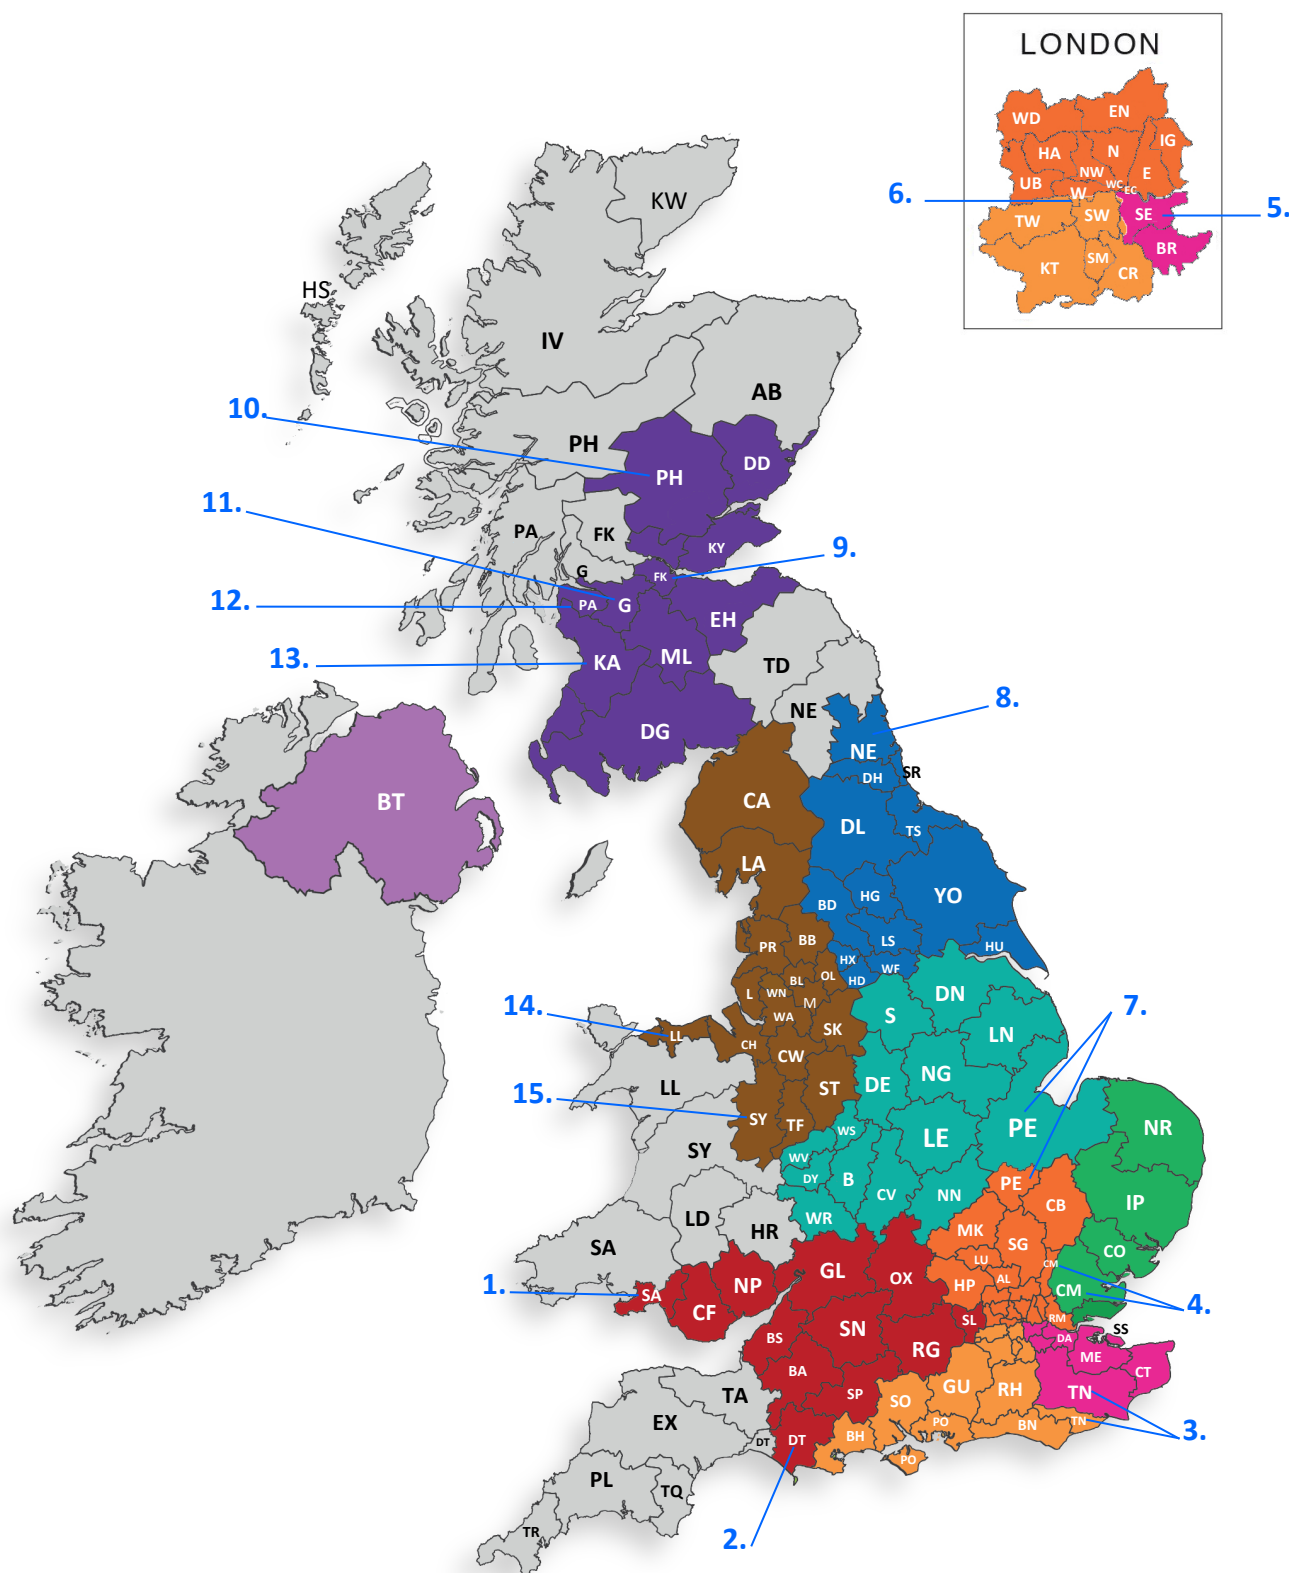 LONDON
WD
EN
IG
HA
N
NW
E
UB
W
WC
EC
6.
5.
TW
SW
SE
BR
KT
SM
CR
KW
HS
IV
AB
10.
PH
DD
PH
11.
PA
FK
KY
9.
G
FK
12.
PA
G
EH
13.
KA
ML
TD
NE
8.
DG
NE
SR
DH
BT
CA
DL
TS
LA
BD
HG
YO
PR
BB
LS
HU
HX
WF
HD
L
WN
BL
OL
DN
7.
M
14.
WA
SK
S
LN
LL
CH
CW
NG
LL
ST
DE
15.
SY
TF
WS
LE
PE
NR
SY
WV
DY
B
CV
NN
PE
CB
IP
LD
HR
WR
MK
SG
SA
GL
LU
CM
CO
1.
SA
NP
OX
HP
AL
CM
4.
CF
SN
SL
RM
SS
BS
RG
DA
ME
BA
CT
TA
SP
SO
GU
RH
TN
EX
DT
DT
BH
PO
BN
TN
3.
PO
PL
TQ
TR
2.